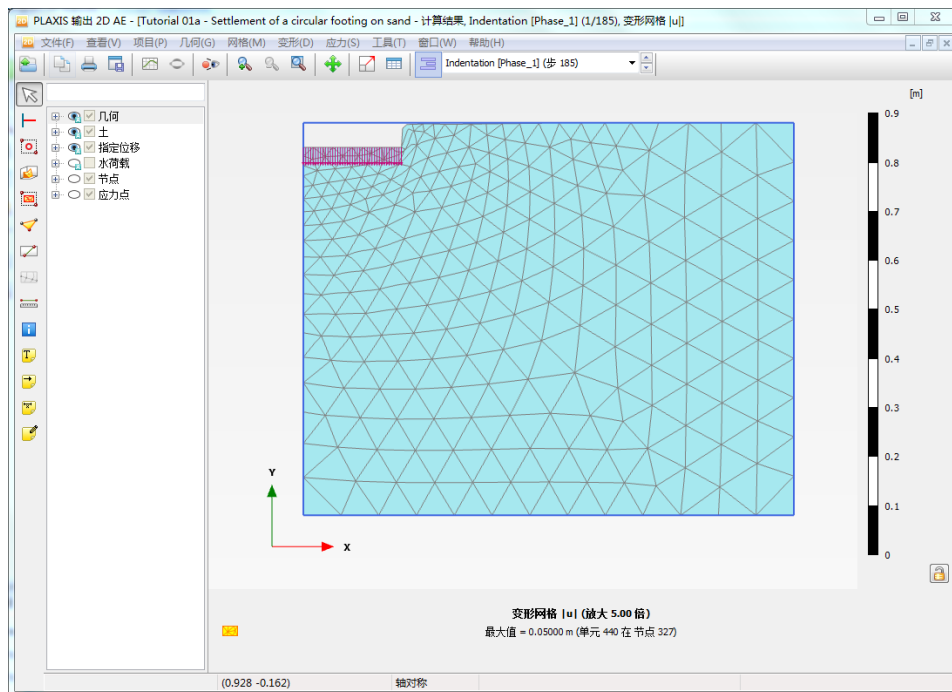 PLAXIS 输出 2D AE - [Tutorial 01a - Settlement of a circular footing on sand - 计算结果, Indentation [Phase_1] (1/185), 变形网格 |u|]
文件(F) 查看(V) 项目(P) 几何(G) 网格(M) 变形(D) 应力(S) 工具(T) 窗口(W) 帮助(H)
Indentation [Phase_1] (步 185)
[m]
几何
土
指定位移
水荷载
节点
应力点
0.9
0.8
0.7
0.6
0.5
0.4
0.3
0.2
0.1
0
Y
X
变形网格 |u| (放大 5.00 倍)
最大值 = 0.05000 m (单元 440 在 节点 327)
(0.928 -0.162) 轴对称